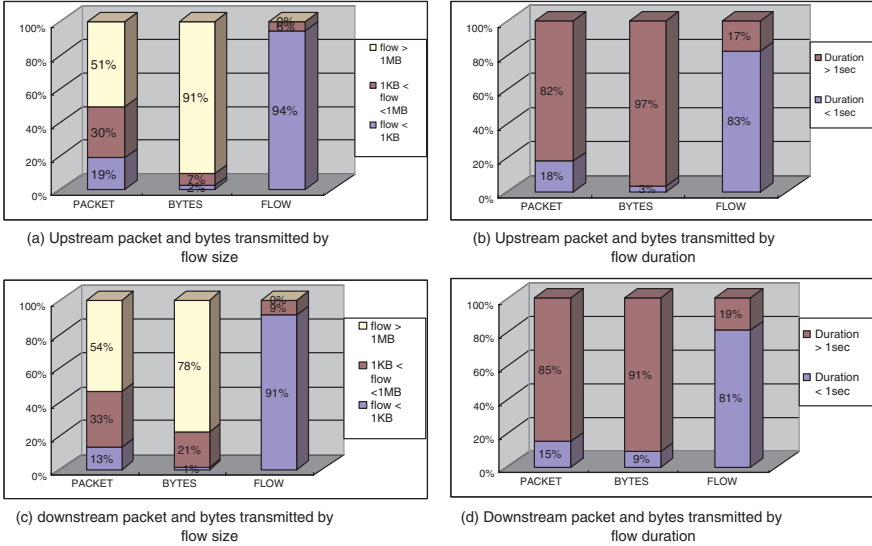 100%
80%
60%
40%
20%
0%
51%
30%
19%
91%
7%
2%
0%
6%
94%
PACKET
BYTES
FLOW
flow >
1MB
1KB < flow
<1MB
flow <
1KB
(a) Upstream packet and bytes transmitted by
flow size
100%
80%
60%
40%
20%
0%
82%
18%
97%
3%
17%
83%
PACKET
BYTES
FLOW
Duration
> 1sec
Duration
< 1sec
(b) Upstream packet and bytes transmitted by
flow duration
100%
80%
60%
40%
20%
0%
54%
33%
13%
78%
21%
1%
0%
9%
91%
PACKET
BYTES
FLOW
flow >
1MB
1KB < flow
<1MB
flow <
1KB
(c) downstream packet and bytes transmitted by
flow size
100%
80%
60%
40%
20%
0%
85%
15%
91%
9%
19%
81%
PACKET
BYTES
FLOW
Duration
> 1sec
Duration
< 1sec
(d) Downstream packet and bytes transmitted by
flow duration